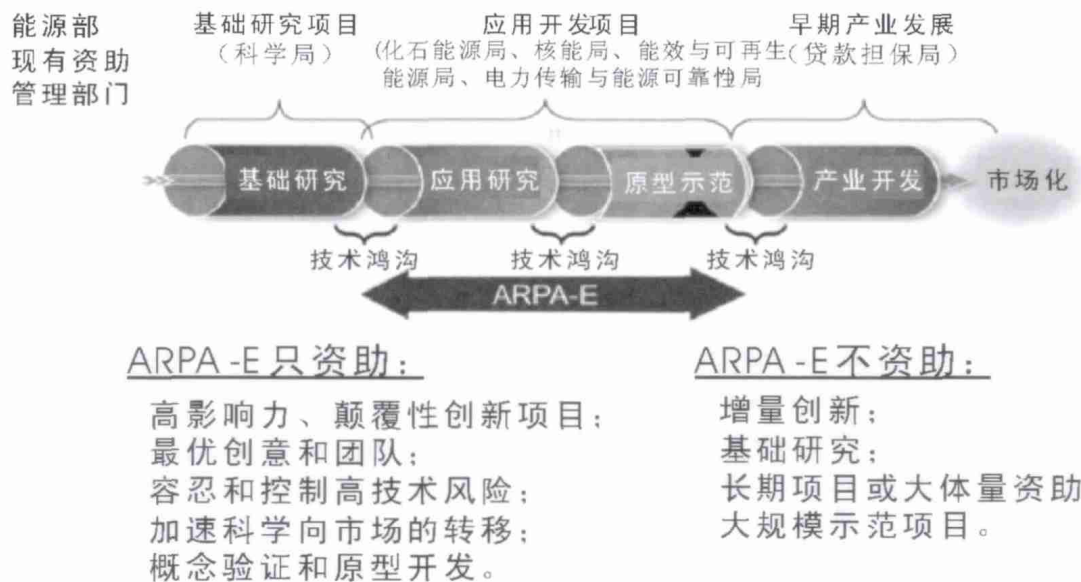 能源部
现有资助
管理部门
基础研究项目
（科学局）
应用开发项目
(化石能源局、核能局、能效与可再生
能源局、电力传输与能源可靠性局
早期产业发展
（贷款担保局）
基础研究
应用研究
原型示范
产业开发
市场化
技术鸿沟
技术鸿沟
技术鸿沟
ARPA-E
ARPA -E只资助：
高影响力、颠覆性创新项目；
最优创意和团队；
容忍和控制高技术风险；
加速科学向市场的转移；
概念验证和原型开发。
ARPA -E不资助：
增量创新；
基础研究；
长期项目或大体量资助
大规模示范项目。